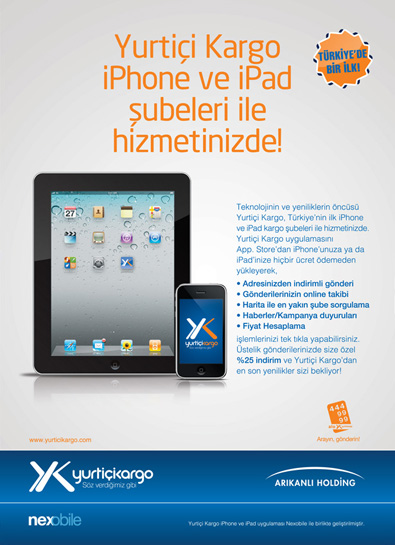 Yurtiçi Kargo
iPhone ve iPad
şubeleri ile
hizmetinizde!
TÜRKİYE'DE
BİR İLK!
Teknolojinin ve yeniliklerin öncüsü
Yurtiçi Kargo, Türkiye'nin ilk iPhone
ve iPad kargo şubeleri ile hizmetinizde.
Yurtiçi Kargo uygulamasını
App. Store'dan iPhone'unuza ya da
iPad'inize hiçbir ücret ödemeden
yükleyerek,
• Adresinizden indirimli gönderi
• Gönderilerinizin online takibi
• Harita ile en yakın şube sorgulama
• Haberler/Kampanya duyuruları
• Fiyat Hesaplama
işlemlerinizi tek tıkla yapabilirsiniz.
Üstelik gönderilerinizde size özel
%25 indirim ve Yurtiçi Kargo'dan
en son yenilikler sizi bekliyor!
27
yurtiçikargo
444
99
99
Arayın, gönderin!
www.yurticikargo.com
yurtiçikargo
Söz verdiğimiz gibi
ARIKANLI HOLDİNG
nexobile
Yurtiçi Kargo iPhone ve iPad uygulaması Nexobile ile birlikte geliştirilmiştir.